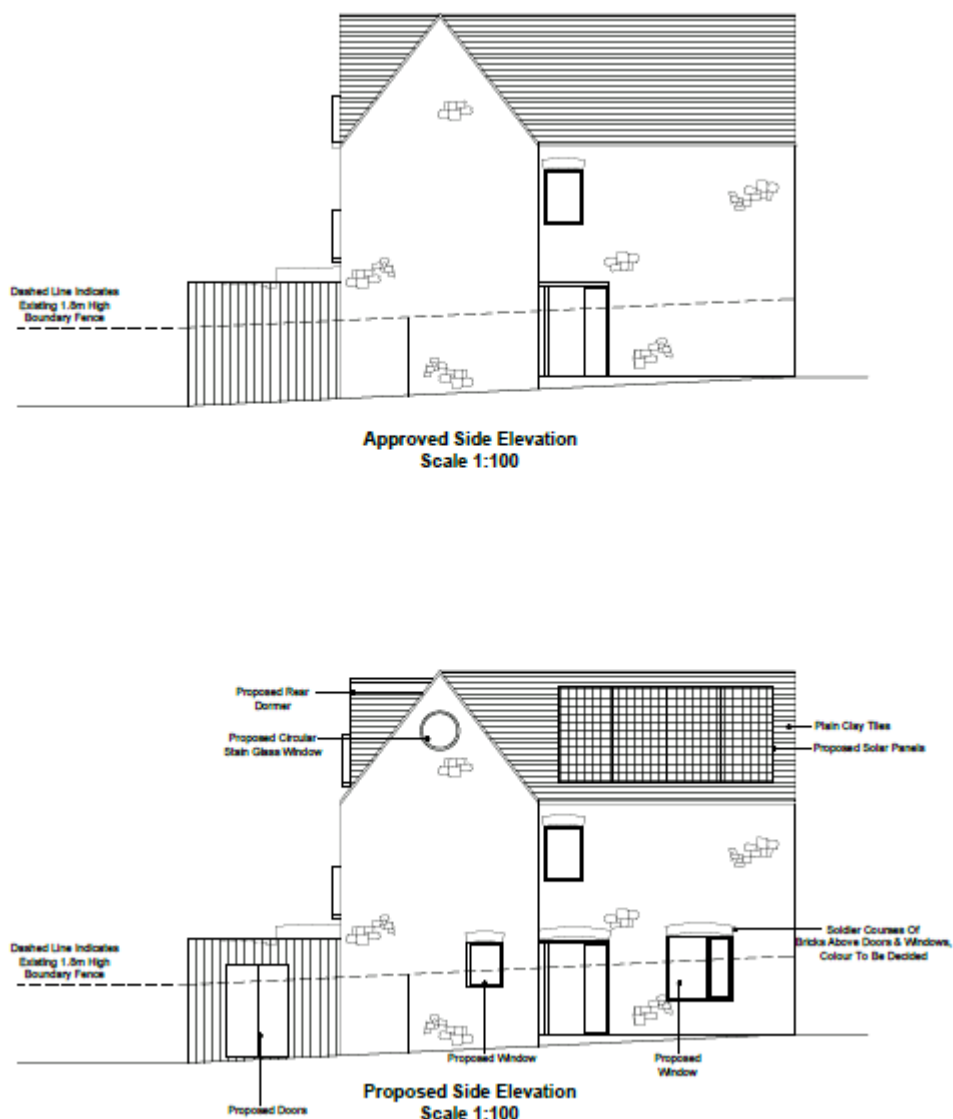 Dashed Line Indicates
Existing 1.8m High
Boundary Fence
Approved Side Elevation
Scale 1:100
Proposed Rear
Dormer
Proposed Circular
Stain Glass Window
Plain Clay Tiles
Proposed Solar Panels
Dashed Line Indicates
Existing 1.8m High
Boundary Fence
Soldier Courses Of
Bricks Above Doors & Windows,
Colour To Be Decided
Proposed Window
Proposed
Window
Proposed Doors
Proposed Side Elevation
Scale 1:100